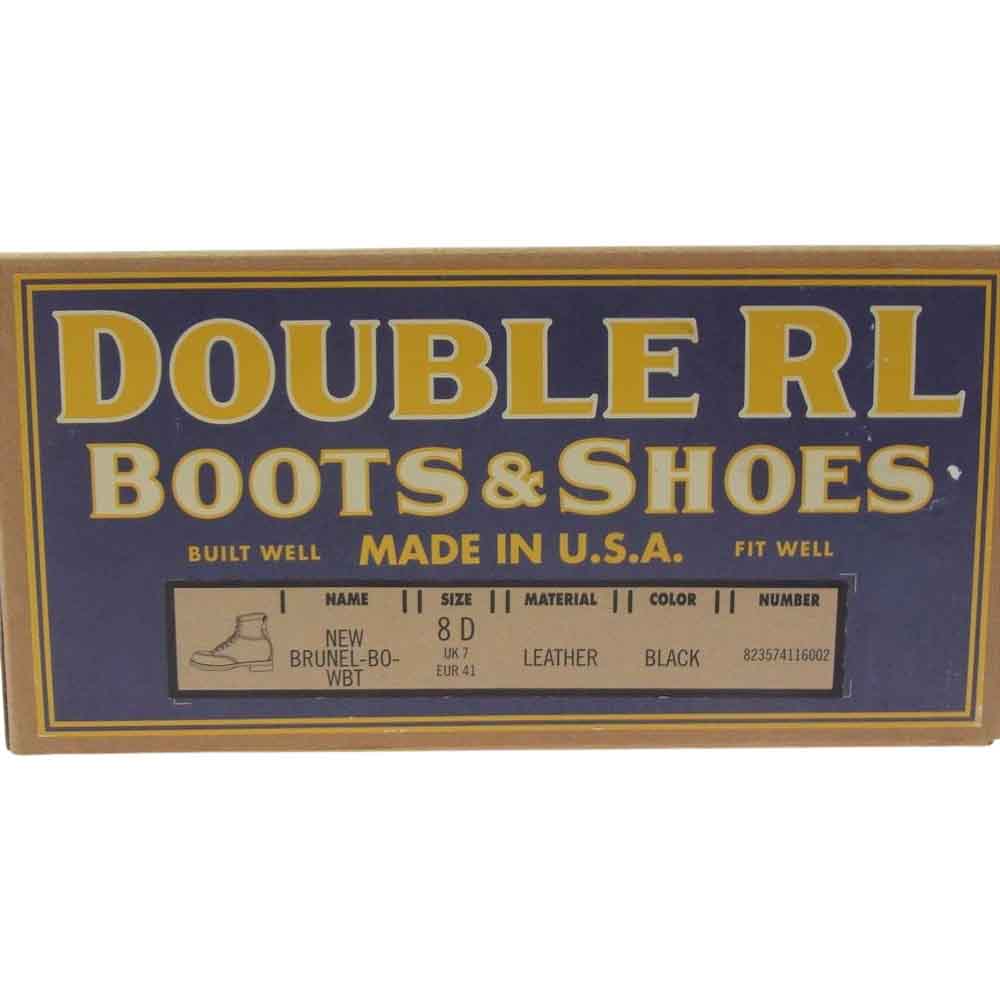 DOUBLE RL
BOOTS & SHOES
BUILT WELL MADE IN U.S.A. FIT WELL
NAME SIZE MATERIAL COLOR NUMBER
NEW BRUNEL-BO-WBT 8 D UK 7 EUR 41 LEATHER BLACK 823574116002